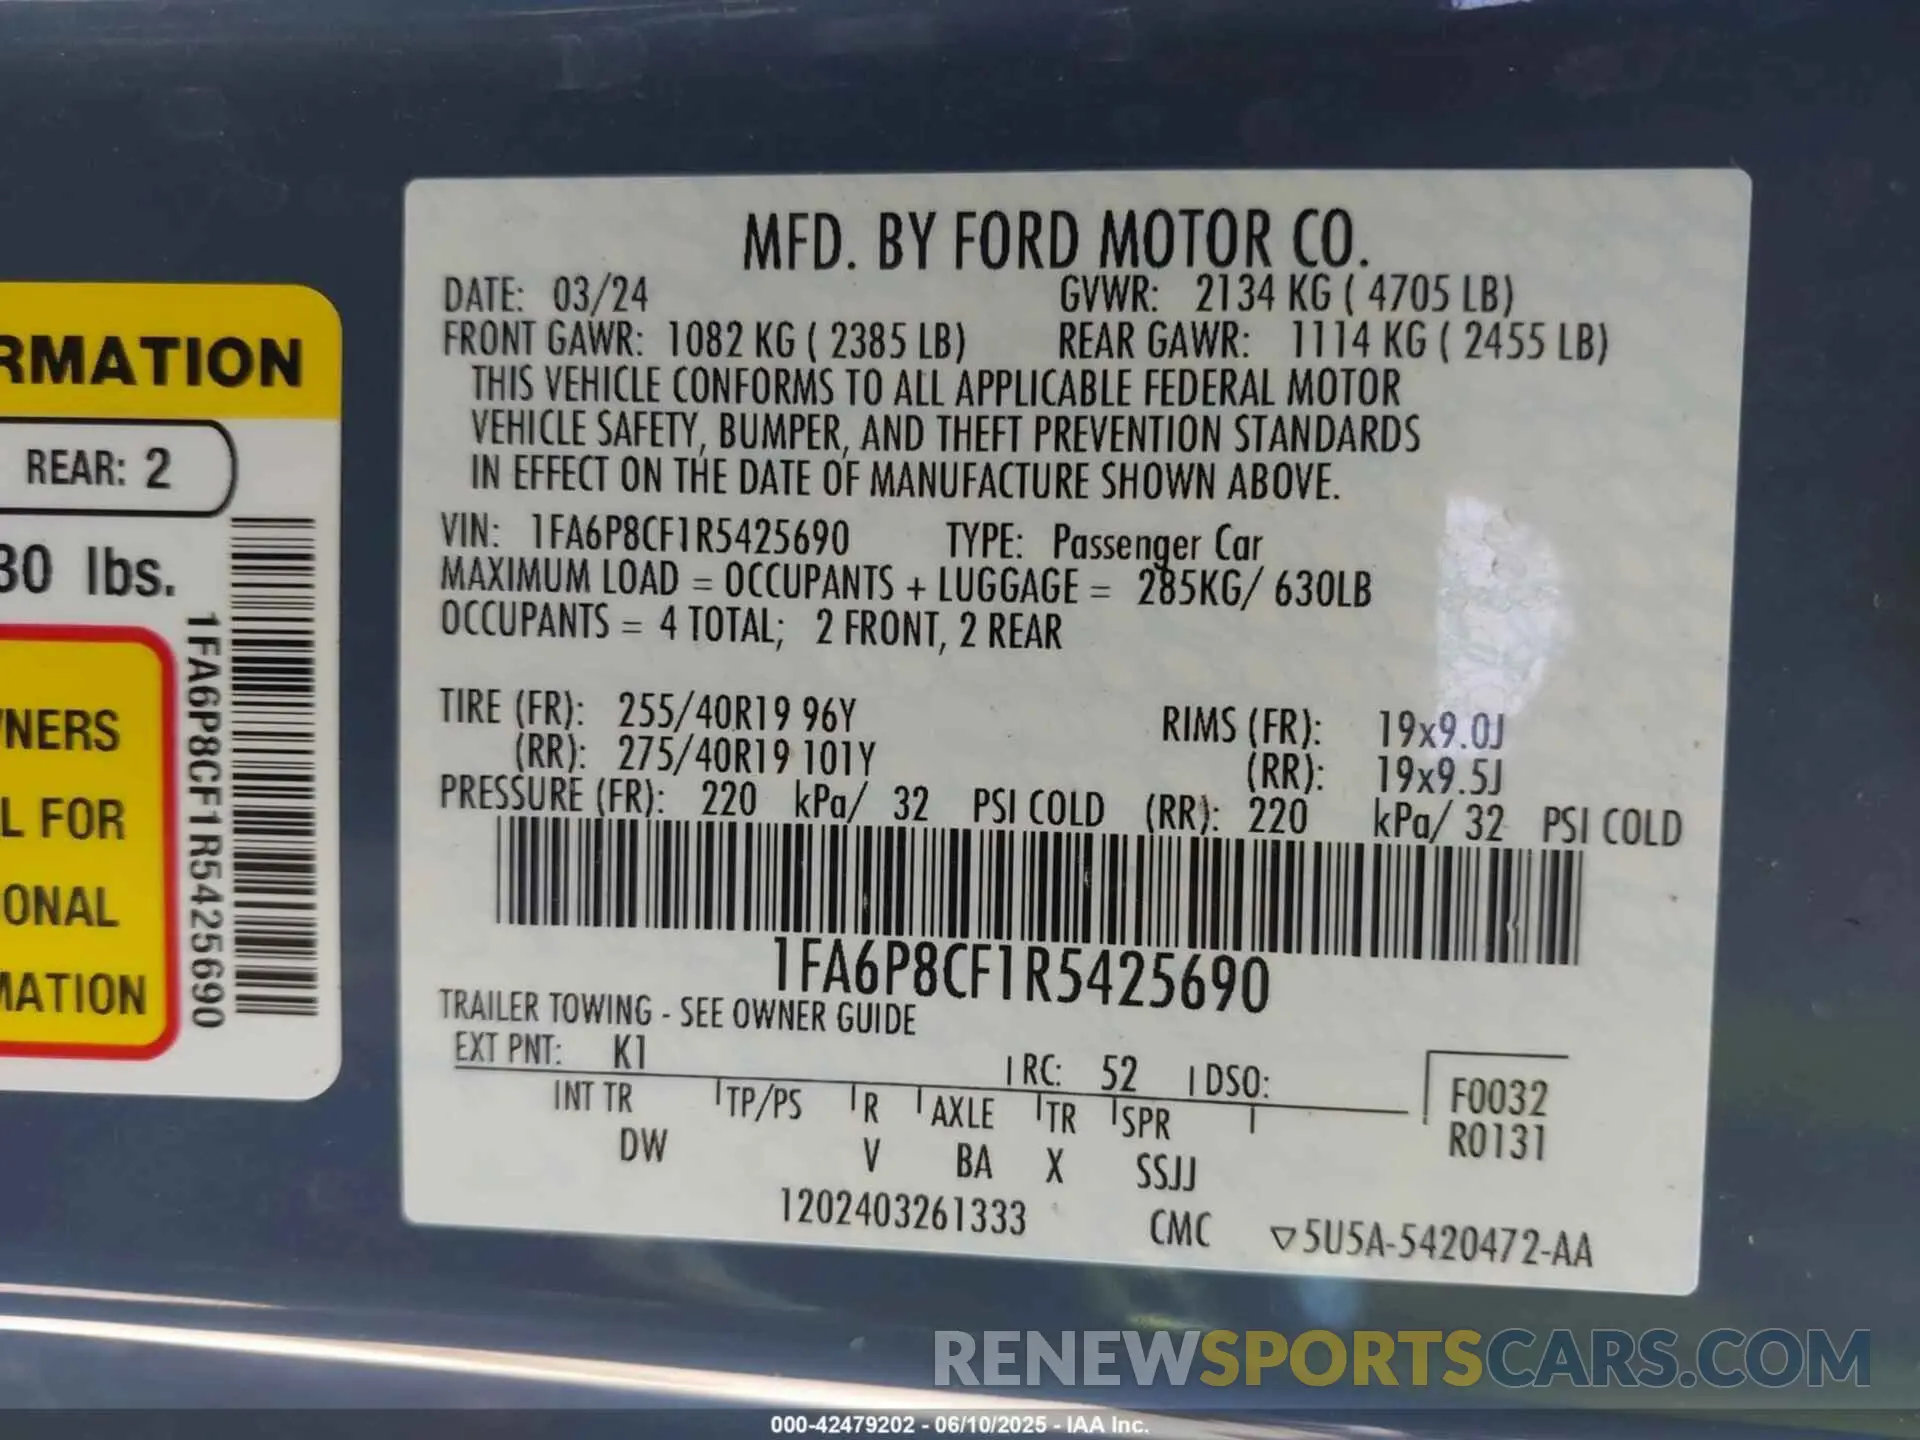 RMATION
REAR: 2
30 lbs.
1FA6P8CF1R5425690
NERS
L FOR
ONAL
MATION
MFD. BY FORD MOTOR CO.
DATE: 03/24 GVWR: 2134 KG ( 4705 LB)
FRONT GAWR: 1082 KG ( 2385 LB) REAR GAWR: 1114 KG ( 2455 LB)
THIS VEHICLE CONFORMS TO ALL APPLICABLE FEDERAL MOTOR
VEHICLE SAFETY, BUMPER, AND THEFT PREVENTION STANDARDS
IN EFFECT ON THE DATE OF MANUFACTURE SHOWN ABOVE.
VIN: 1FA6P8CF1R5425690 TYPE: Passenger Car
MAXIMUM LOAD = OCCUPANTS + LUGGAGE = 285KG/ 630LB
OCCUPANTS = 4 TOTAL; 2 FRONT, 2 REAR
TIRE (FR): 255/40R19 96Y RIMS (FR): 19x9.0J
(RR): 275/40R19 101Y (RR): 19x9.5J
PRESSURE (FR): 220 kPa/ 32 PSI COLD (RR): 220 kPa/ 32 PSI COLD
1FA6P8CF1R5425690
TRAILER TOWING - SEE OWNER GUIDE
EXT PNT: K1 RC: 52 DSO:
INT TR TP/PS R AXLE TR SPR
DW V BA X SSJJ
F0032
R0131
1202403261333 CMC ▽5U5A-5420472-AA
RENEWSPORTSCARS.COM
000-42479202 - 06/10/2025 - IAA Inc.